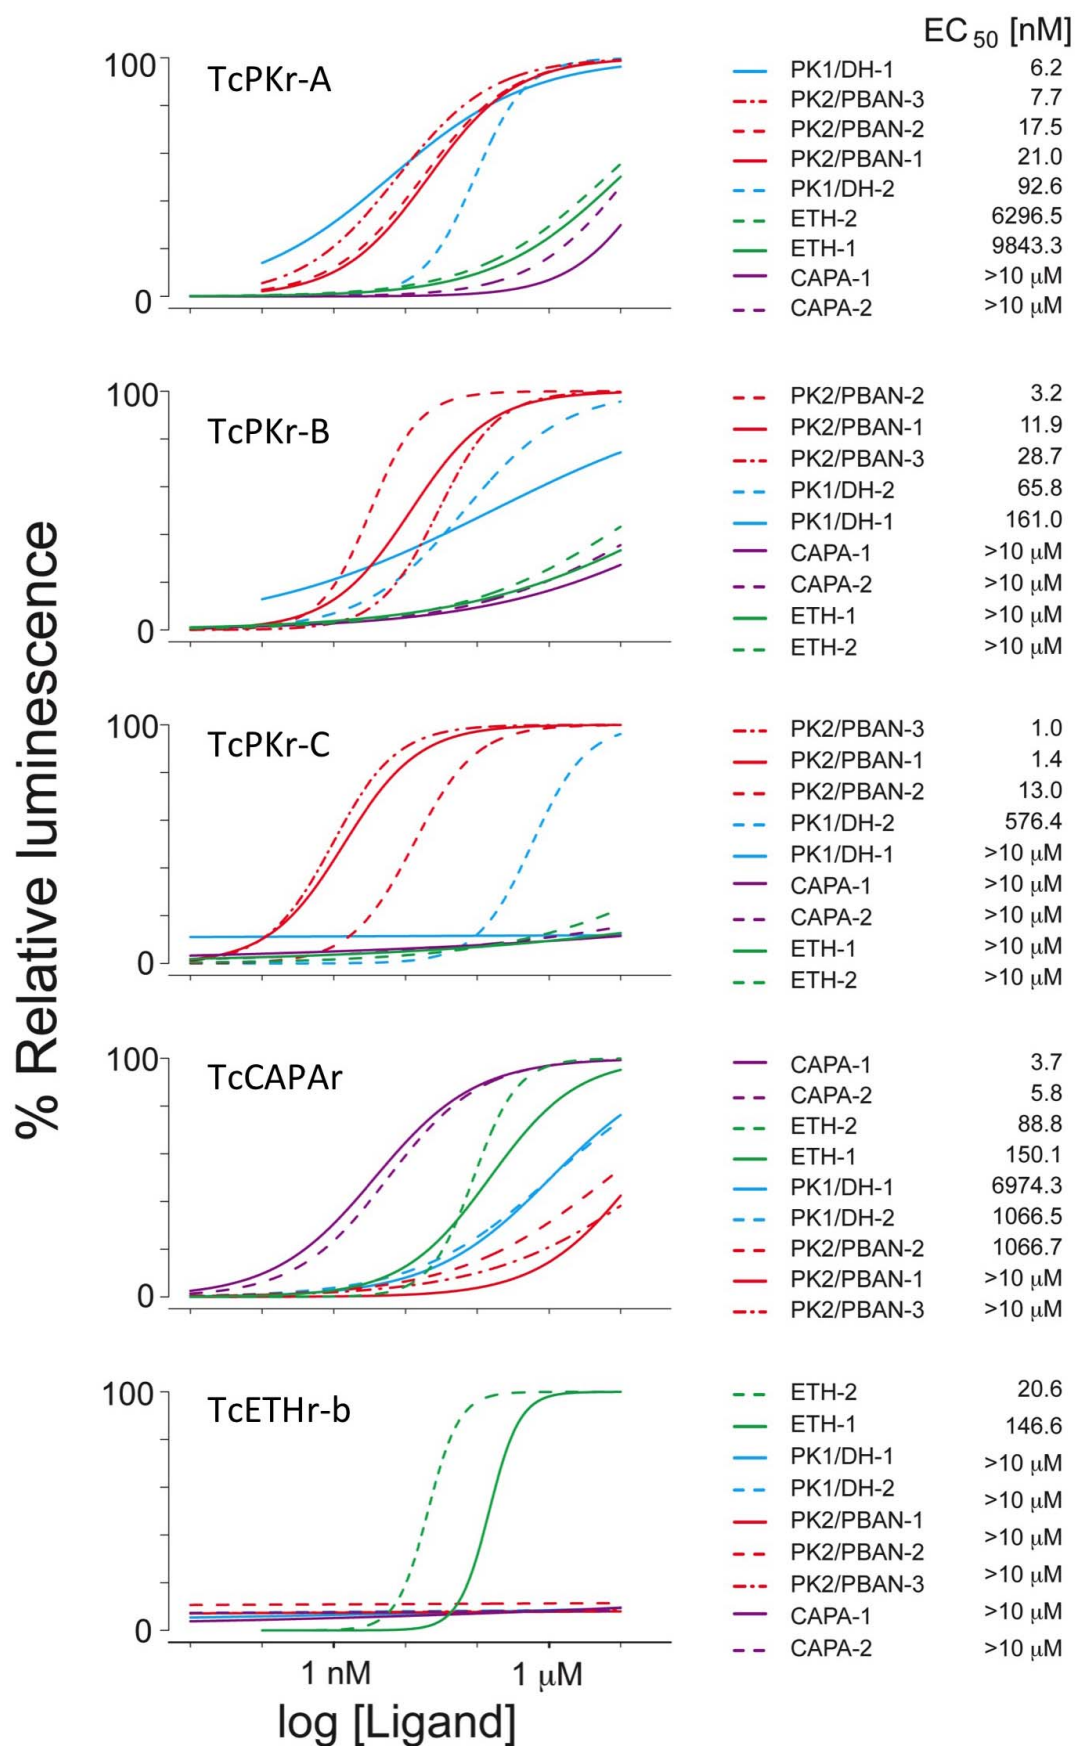 EC 50 [nM]
% Relative luminescence
100
TcPKr-A
0
PK1/DH-1 6.2
PK2/PBAN-3 7.7
PK2/PBAN-2 17.5
PK2/PBAN-1 21.0
PK1/DH-2 92.6
ETH-2 6296.5
ETH-1 9843.3
CAPA-1 >10 μM
CAPA-2 >10 μM
100
TcPKr-B
0
PK2/PBAN-2 3.2
PK2/PBAN-1 11.9
PK2/PBAN-3 28.7
PK1/DH-2 65.8
PK1/DH-1 161.0
CAPA-1 >10 μM
CAPA-2 >10 μM
ETH-1 >10 μM
ETH-2 >10 μM
100
TcPKr-C
0
PK2/PBAN-3 1.0
PK2/PBAN-1 1.4
PK2/PBAN-2 13.0
PK1/DH-2 576.4
PK1/DH-1 >10 μM
CAPA-1 >10 μM
CAPA-2 >10 μM
ETH-1 >10 μM
ETH-2 >10 μM
100
TcCAPAr
0
CAPA-1 3.7
CAPA-2 5.8
ETH-2 88.8
ETH-1 150.1
PK1/DH-1 6974.3
PK1/DH-2 1066.5
PK2/PBAN-2 1066.7
PK2/PBAN-1 >10 μM
PK2/PBAN-3 >10 μM
100
TcETHr-b
0
ETH-2 20.6
ETH-1 146.6
PK1/DH-1 >10 μM
PK1/DH-2 >10 μM
PK2/PBAN-1 >10 μM
PK2/PBAN-2 >10 μM
PK2/PBAN-3 >10 μM
CAPA-1 >10 μM
CAPA-2 >10 μM
1 nM 1 μM
log [Ligand]